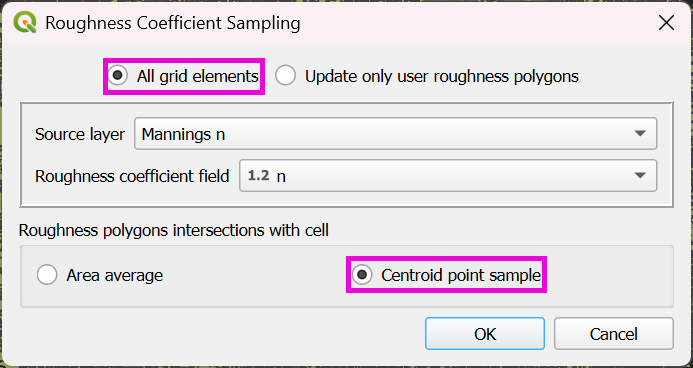 Roughness Coefficient Sampling
All grid elements Update only user roughness polygons
Source layer Mannings n
Roughness coefficient field 1.2 n
Roughness polygons intersections with cell
Area average Centroid point sample
OK Cancel